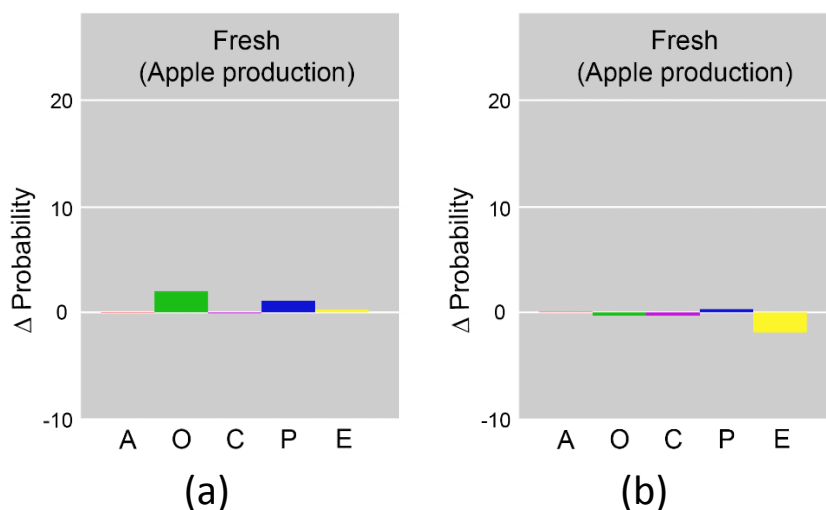 Fresh
(Apple production)
Δ Probability
20
10
0
-10
A O C P E
(a)
Fresh
(Apple production)
Δ Probability
20
10
0
-10
A O C P E
(b)